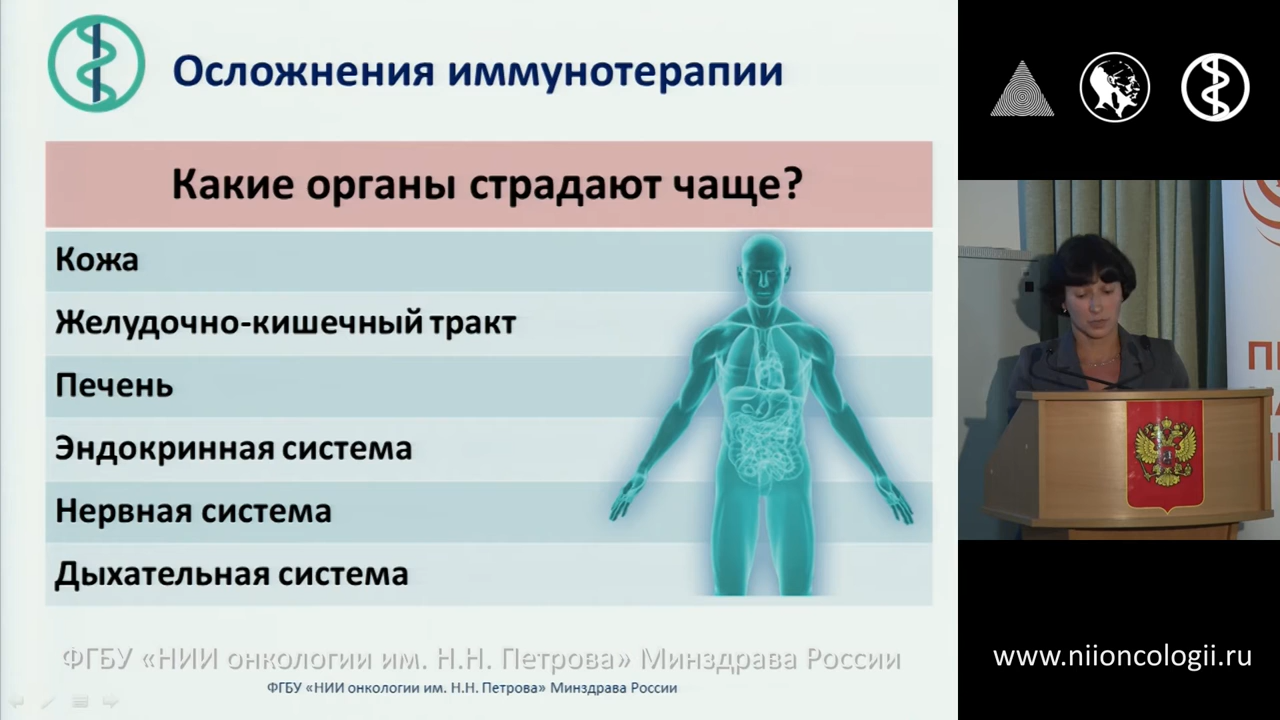 Осложнения иммунотерапии
Какие органы страдают чаще?
Кожа
Желудочно-кишечный тракт
Печень
Эндокринная система
Нервная система
Дыхательная система
ФГБУ «НИИ онкологии им. Н.Н. Петрова» Минздрава России
ФГБУ «НИИ онкологии им. Н.Н. Петрова» Минздрава России
www.niioncologii.ru